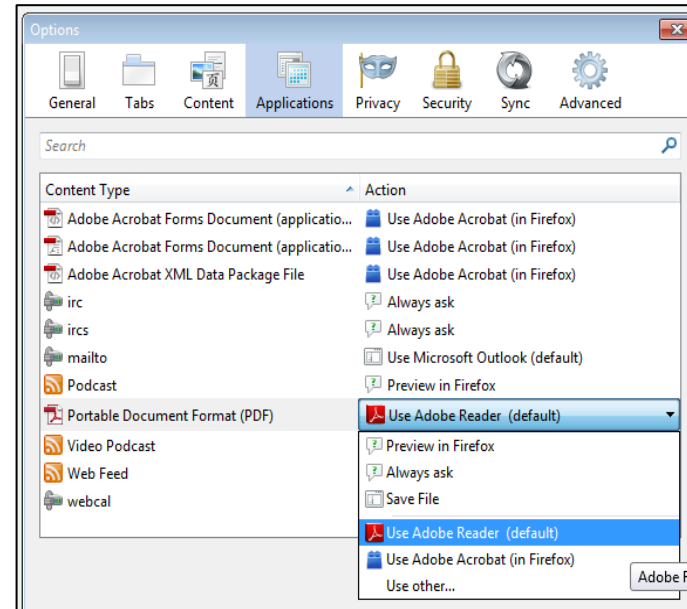 Options
General Tabs Content Applications Privacy Security Sync Advanced
页
Search
Content Type Action
Adobe Acrobat Forms Document (applicatio... Use Adobe Acrobat (in Firefox)
Adobe Acrobat Forms Document (applicatio... Use Adobe Acrobat (in Firefox)
Adobe Acrobat XML Data Package File Use Adobe Acrobat (in Firefox)
irc Always ask
ircs Always ask
mailto Use Microsoft Outlook (default)
Podcast Preview in Firefox
Portable Document Format (PDF) Use Adobe Reader (default)
Video Podcast Preview in Firefox
Web Feed Always ask
webcal Save File
Use Adobe Reader (default)
Use Adobe Acrobat (in Firefox)
Use other... Adobe